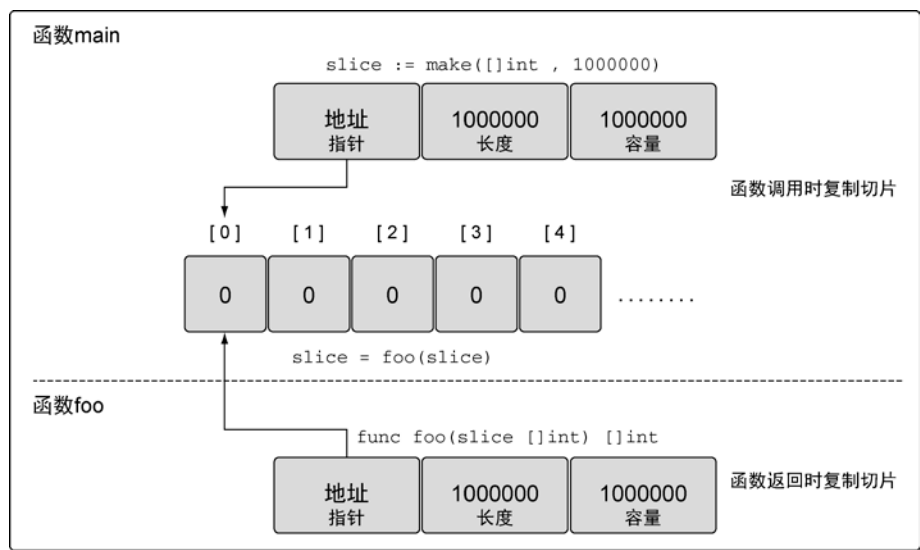 函数main
slice := make([]int , 1000000)
地址 1000000 1000000
指针 长度 容量
函数调用时复制切片
[0] [1] [2] [3] [4]
0 0 0 0 0 ........
slice = foo(slice)
函数foo
func foo(slice []int) []int
地址 1000000 1000000
指针 长度 容量
函数返回时复制切片